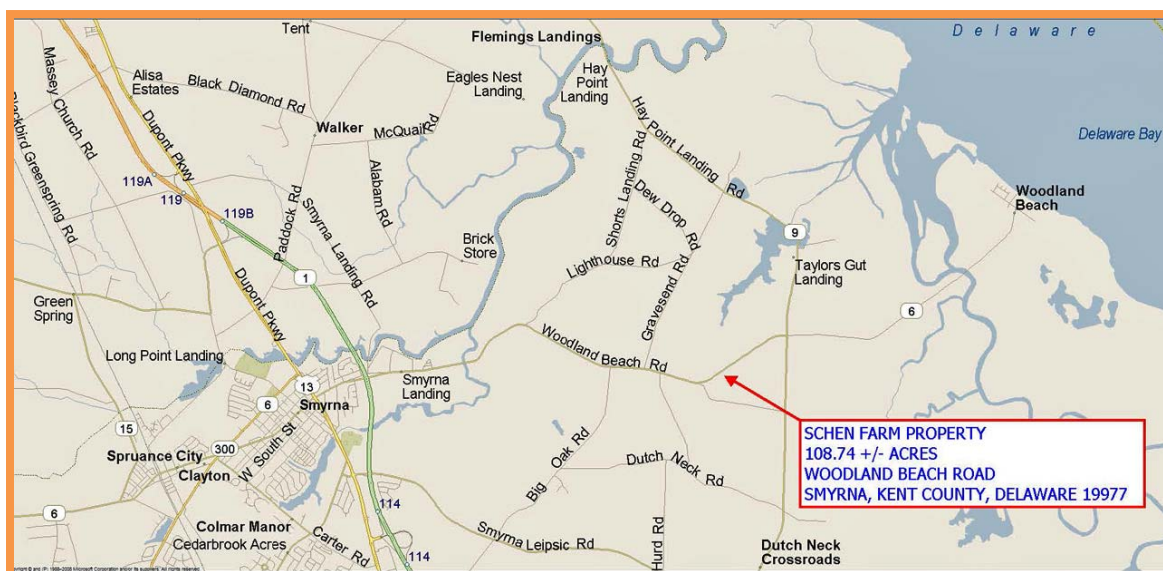 Tent
Flemings Landings
Delaware
Massey Church Rd
Alisa
Estates
Black Diamond Rd
Eagles Nest
Landing
Hay
Point
Landing
Blackbird Greenspring Rd
Dupont Pkwy
Walker
McQuail Rd
Hay Point Landing Rd
Delaware Bay
119A
119
119B
Alabam Rd
Shorts Landing Rd
Dew Drop Rd
Woodland
Beach
Paddock Rd
Smyrna Landing Rd
Brick
Store
Lighthouse Rd
9
Taylors Gut
Landing
1
Dupont Pkwy
Gravesend Rd
Green
Spring
6
Long Point Landing
Woodland Beach Rd
Smyrna
Landing
13
6
Smyrna
15
300
W South St
Spruance City
Clayton
SCHEN FARM PROPERTY
108.74 +/- ACRES
WOODLAND BEACH ROAD
SMYRNA, KENT COUNTY, DELAWARE 19977
Big Oak Rd
Dutch Neck Rd
114
6
Colmar Manor
Cedarbrook Acres
Carter Rd
Smyrna Leipsic Rd
Hurd Rd
Dutch Neck
Crossroads
114